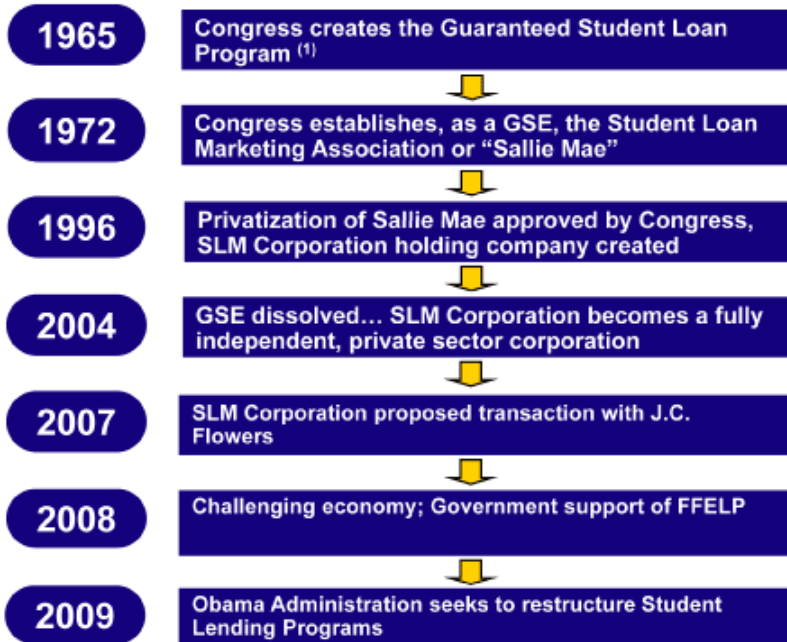 1965
Congress creates the Guaranteed Student Loan
Program (1)
1972
Congress establishes, as a GSE, the Student Loan
Marketing Association or “Sallie Mae”
1996
Privatization of Sallie Mae approved by Congress,
SLM Corporation holding company created
2004
GSE dissolved… SLM Corporation becomes a fully
independent, private sector corporation
2007
SLM Corporation proposed transaction with J.C.
Flowers
2008
Challenging economy; Government support of FFELP
2009
Obama Administration seeks to restructure Student
Lending Programs